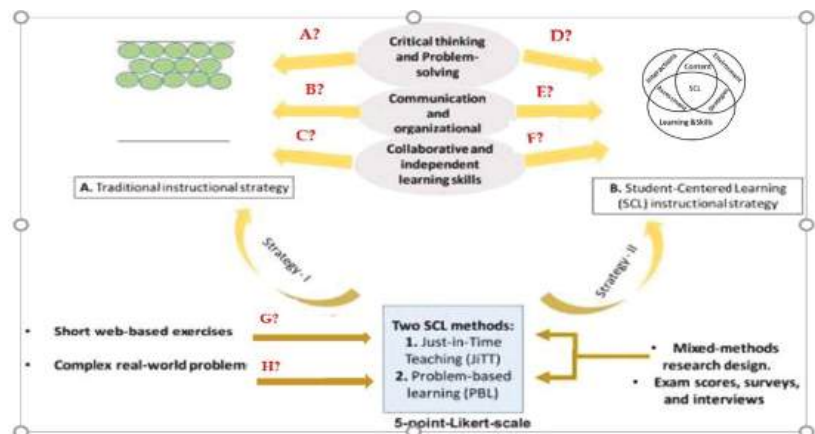 A?
Critical thinking
and Problem-
solving
D?
B?
Communication
and
organizational
E?
C?
Collaborative and
independent
learning skills
F?
Interactions
Content
Environment
SCL
Learning &Skills
A. Traditional instructional strategy
B. Student-Centered Learning
(SCL) instructional strategy
Strategy - I
Strategy - II
G?
• Short web-based exercises
• Complex real-world problem
H?
Two SCL methods:
1. Just-in-Time
Teaching (JiTT)
2. Problem-based
learning (PBL)
5-point-Likert-scale
• Mixed-methods
research design.
• Exam scores, surveys,
and interviews